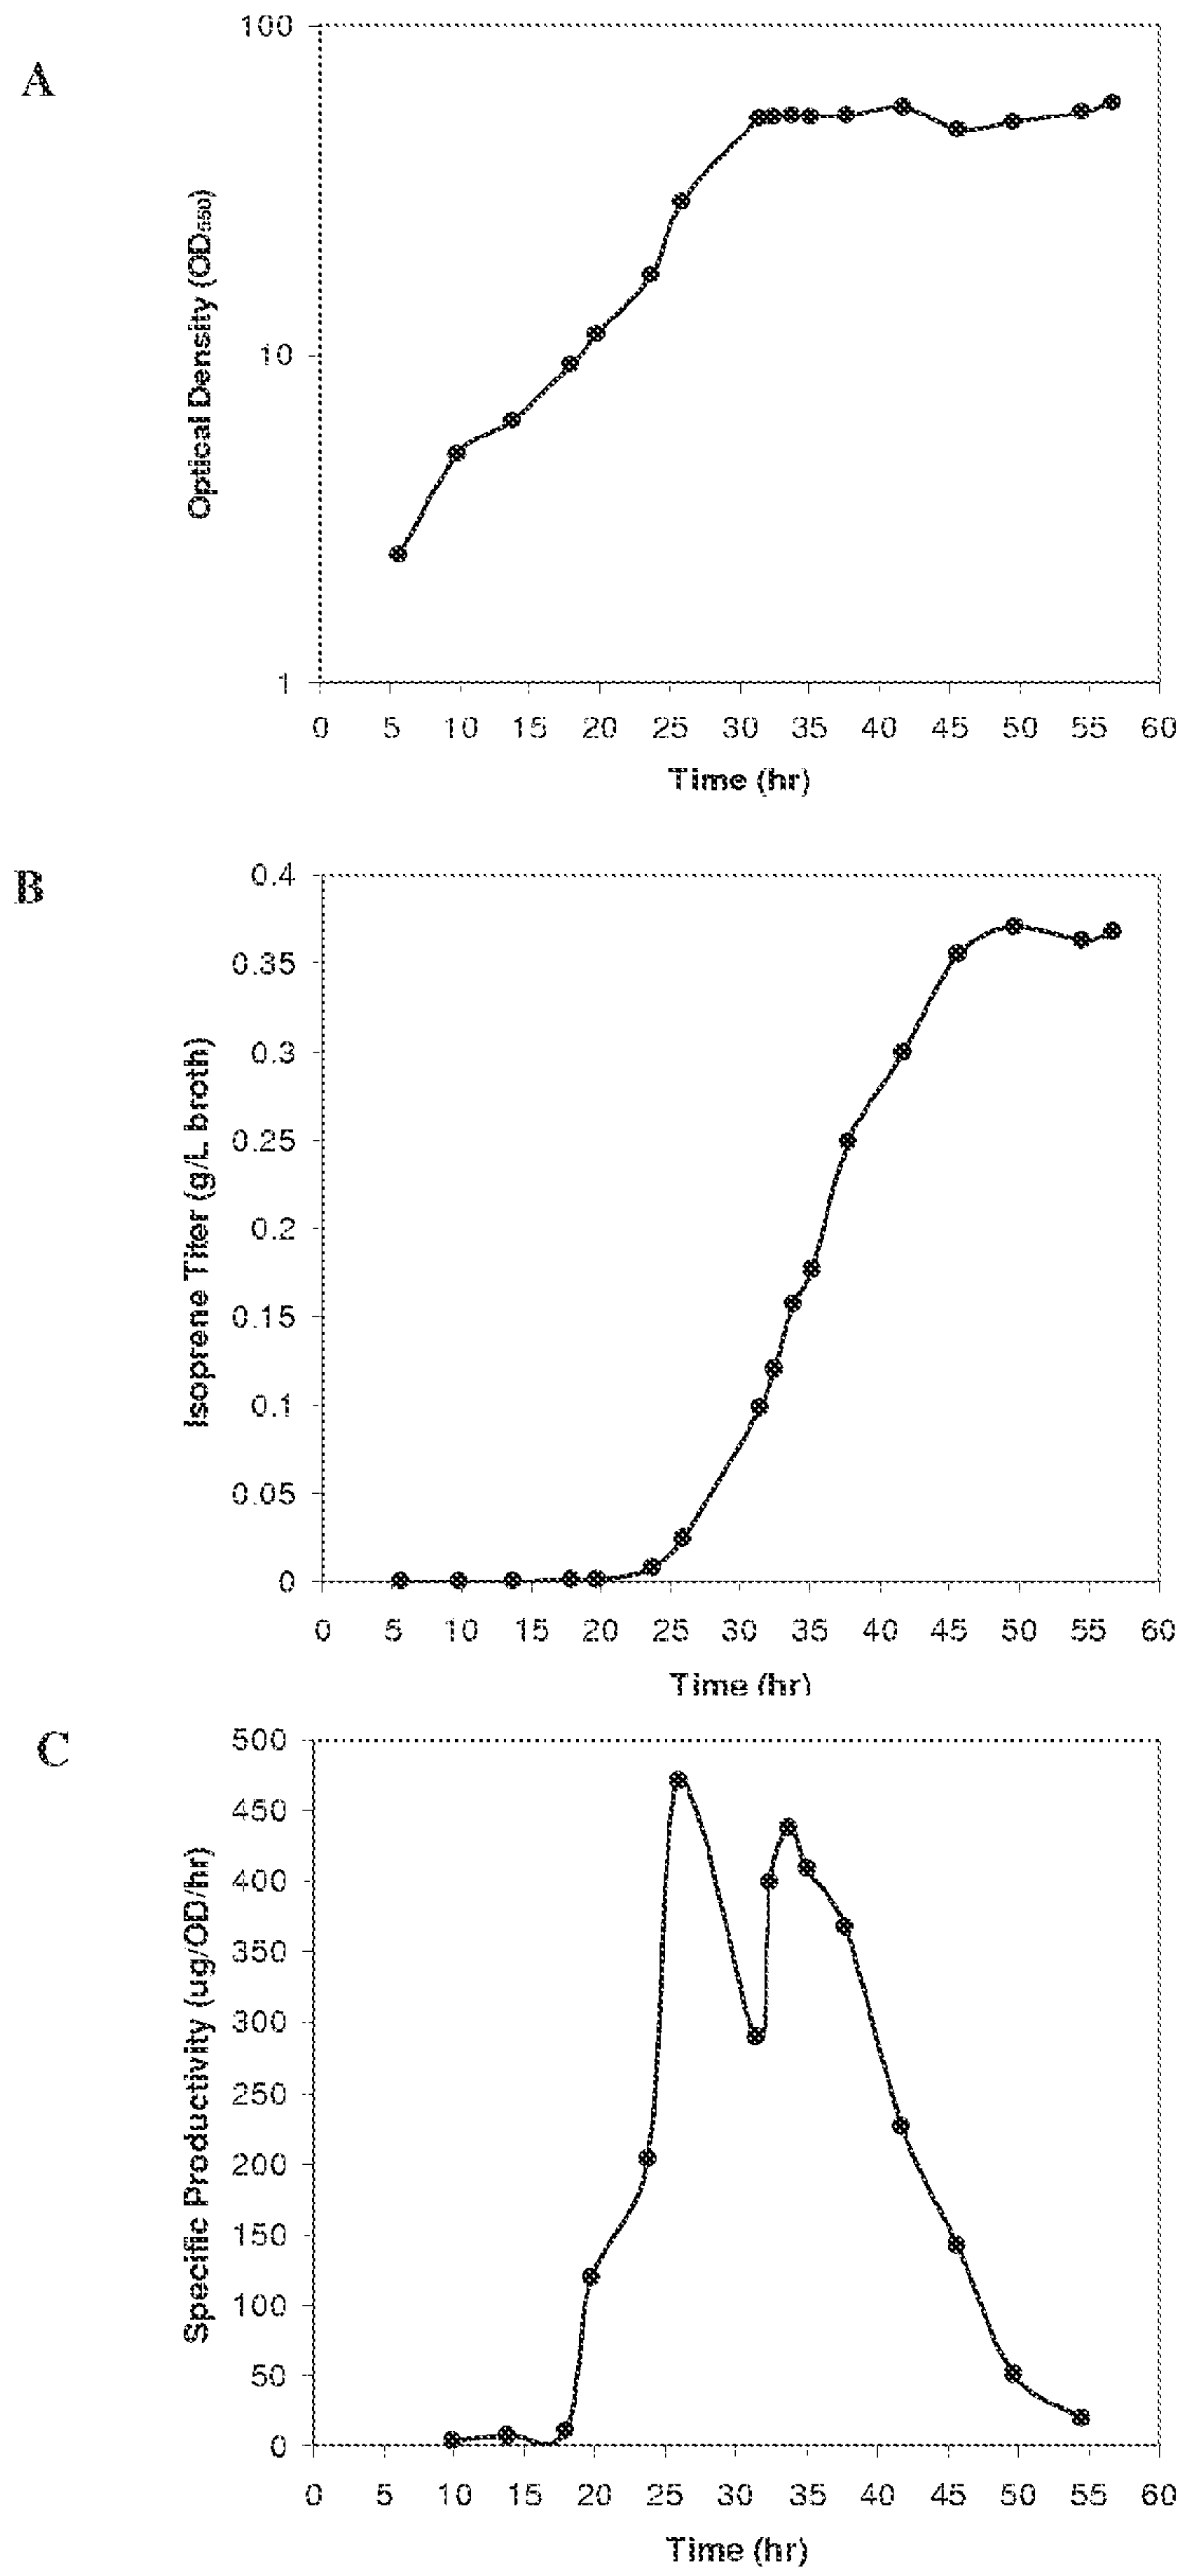 A
100
10
1
Optical Density (OD₅₅₀)
0 5 10 15 20 25 30 35 40 45 50 55 60
Time (hr)
B
0.4
0.35
0.3
0.25
0.2
0.15
0.1
0.05
0
Isoprene Titer (g/L broth)
0 5 10 15 20 25 30 35 40 45 50 55 60
Time (hr)
C
500
450
400
350
300
250
200
150
100
50
0
Specific Productivity (ug/OD/hr)
0 5 10 15 20 25 30 35 40 45 50 55 60
Time (hr)